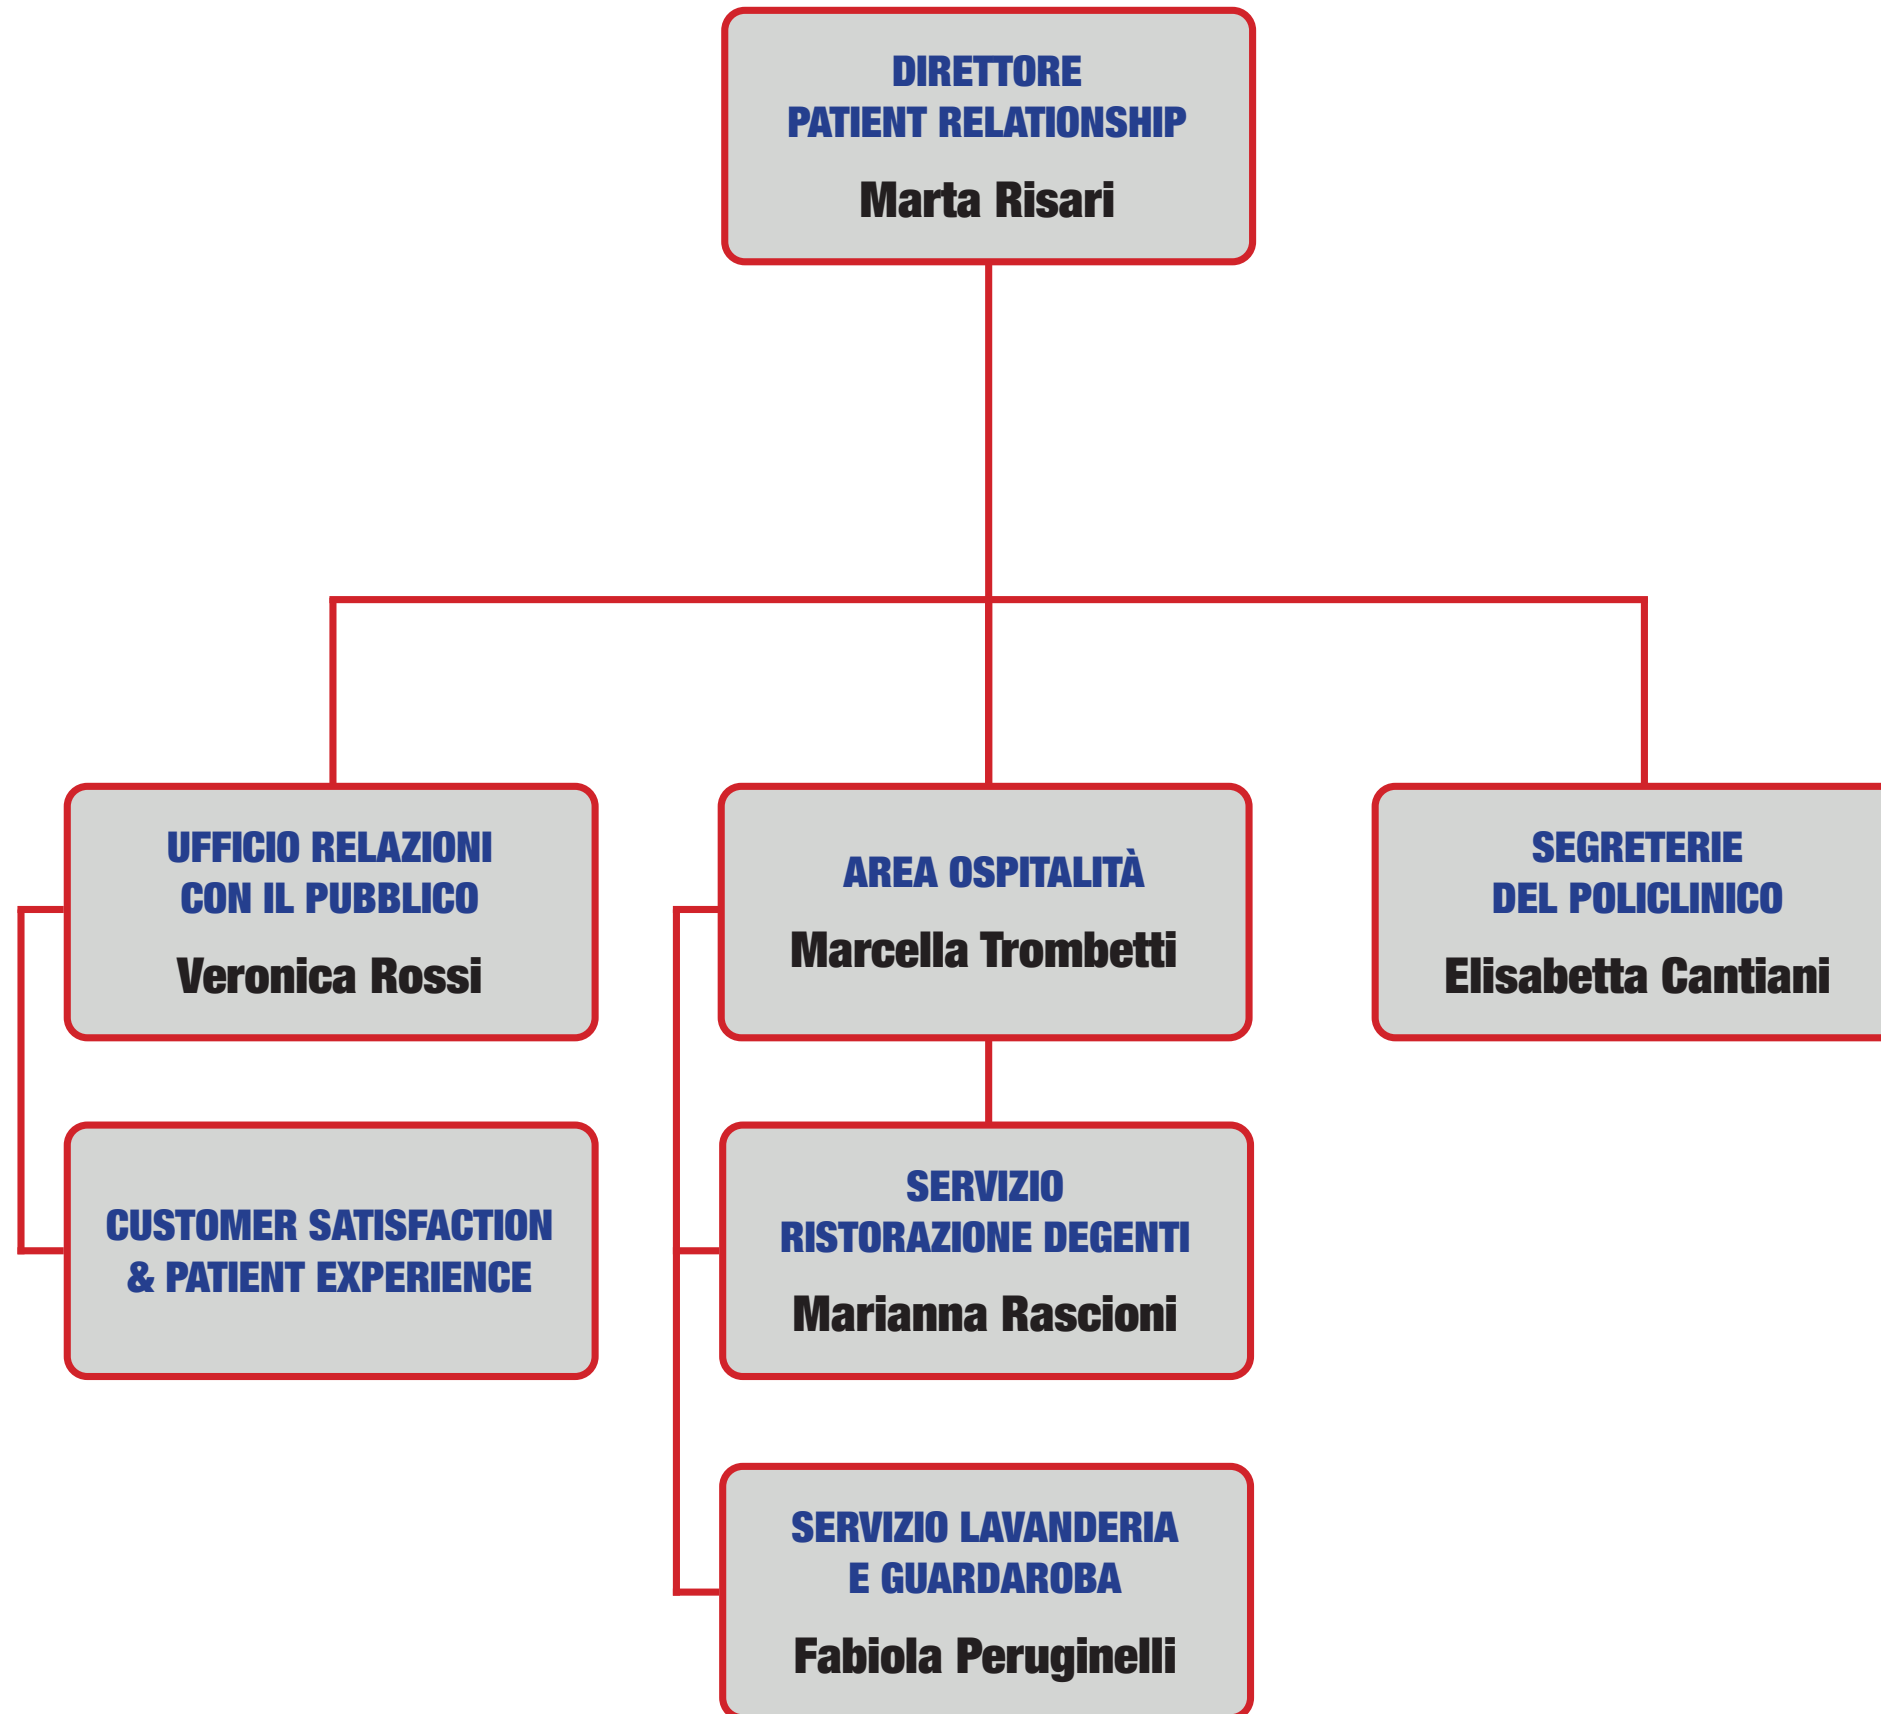 DIRETTORE
PATIENT RELATIONSHIP
Marta Risari
UFFICIO RELAZIONI
CON IL PUBBLICO
Veronica Rossi
AREA OSPITALITÀ
Marcella Trombetti
SEGRETERIE
DEL POLICLINICO
Elisabetta Cantiani
CUSTOMER SATISFACTION
& PATIENT EXPERIENCE
SERVIZIO
RISTORAZIONE DEGENTI
Marianna Rascioni
SERVIZIO LAVANDERIA
E GUARDAROBA
Fabiola Peruginelli